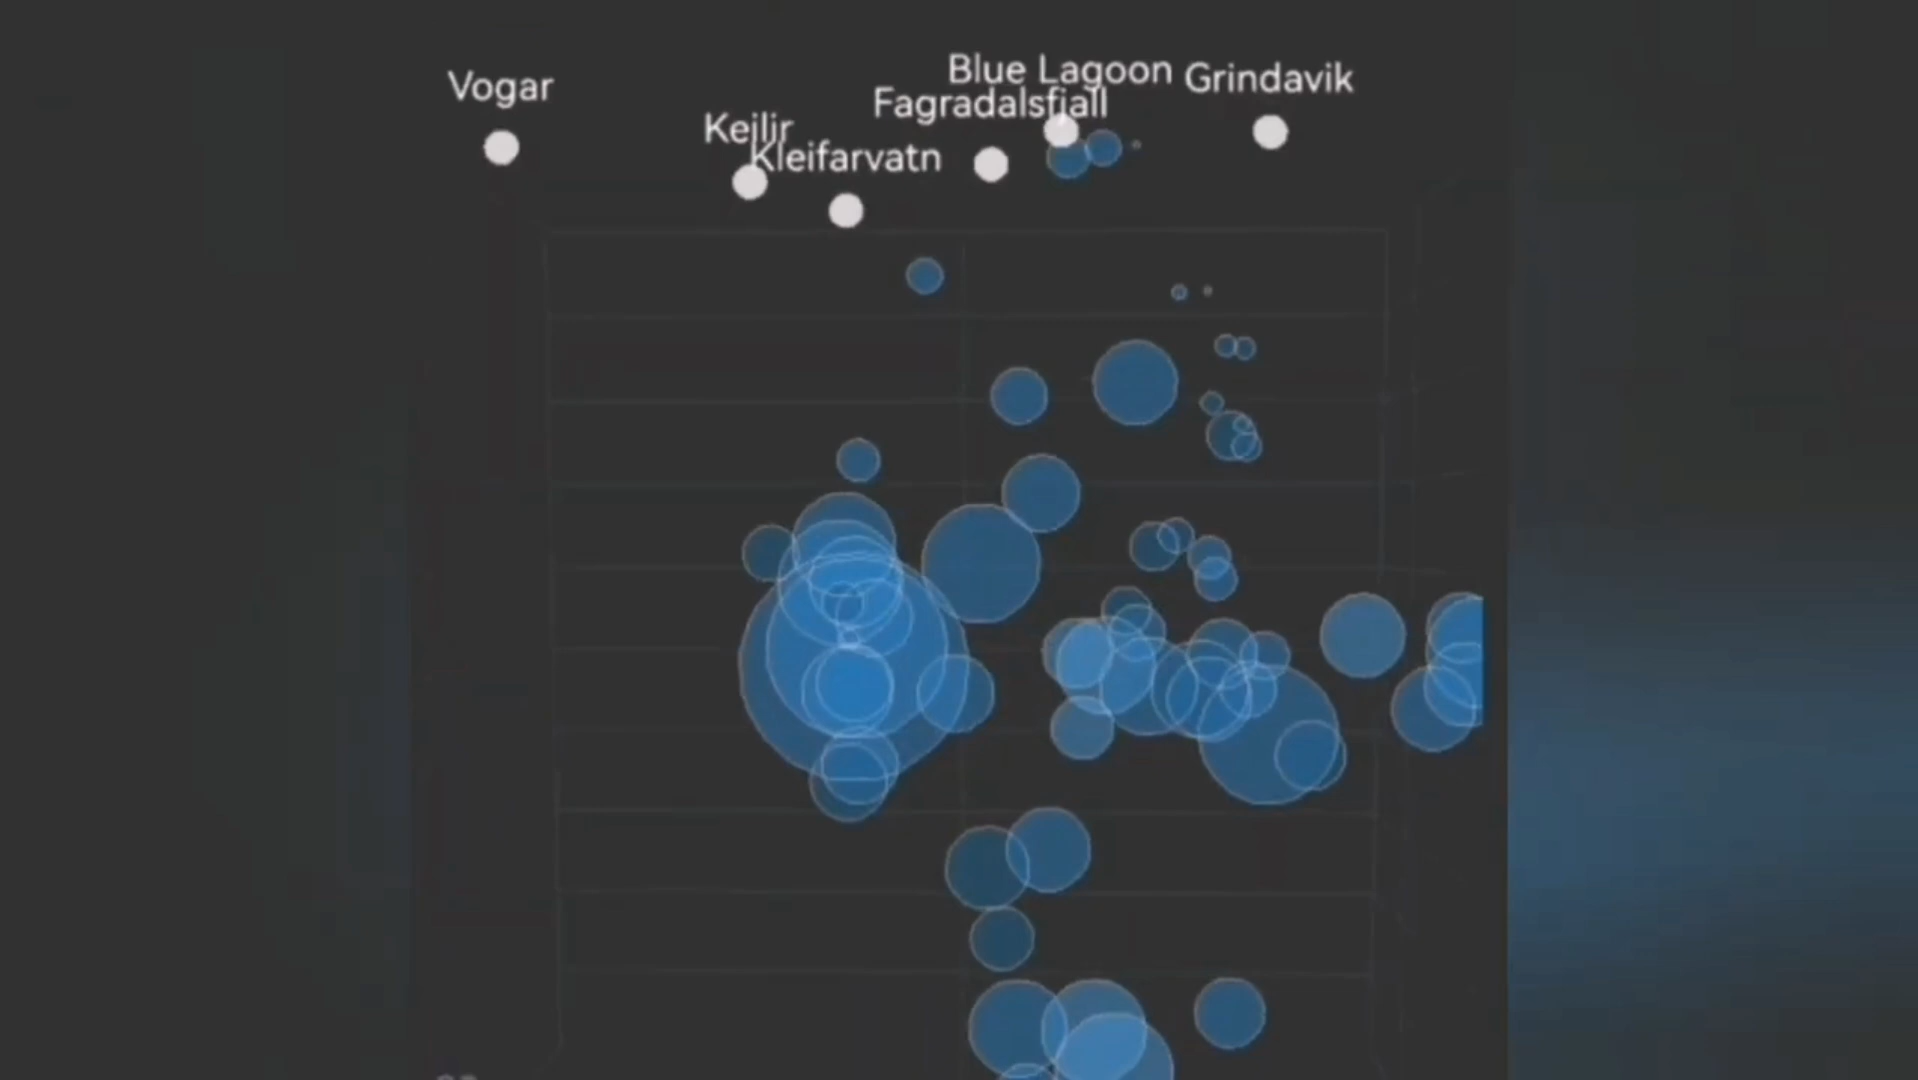 Vogar
Blue Lagoon
Grindavik
Fagradalsfjall
Keilir
Kleifarvatn